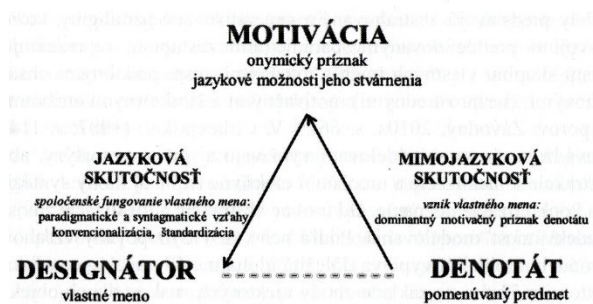 MOTIVÁCIA
onymický príznak
jazykové možnosti jeho stvárnenia
JAZYKOVÁ
SKUTOČNOSŤ
spoločenské fungovanie vlastného mena:
paradigmatické a syntagmatické vzťahy
konvencionalizácia, štandardizácia
MIMOJAZYKOVÁ
SKUTOČNOSŤ
vznik vlastného mena:
dominantný motivačný príznak denotátu
DESIGNÁTOR
vlastné meno
DENOTÁT
pomenúvaný predmet